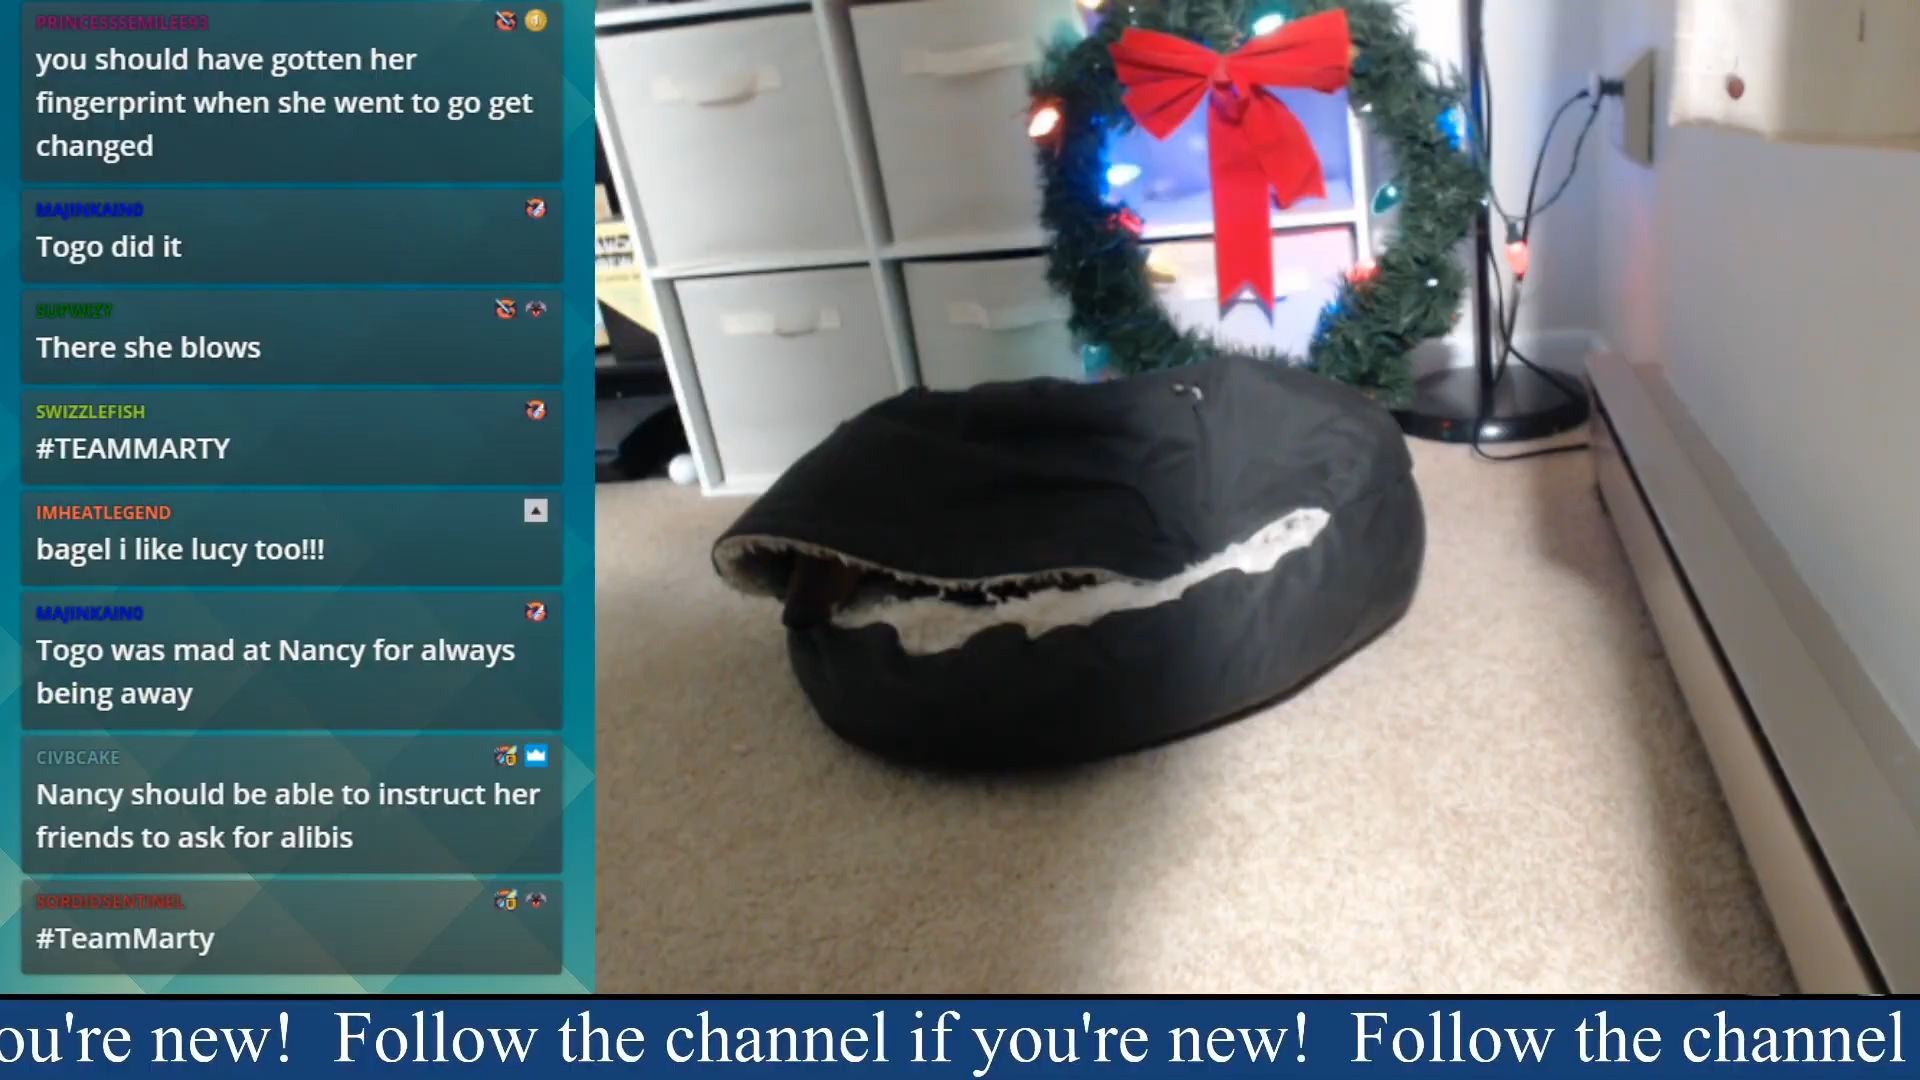 PRINCESSSEMILEE93
you should have gotten her
fingerprint when she went to go get
changed
MAJINKAIN0
Togo did it
SUPWIZY
There she blows
SWIZZLEFISH
#TEAMMARTY
IMHEATLEGEND
bagel i like lucy too!!!
MAJINKAIN0
Togo was mad at Nancy for always
being away
CIVBCAKE
Nancy should be able to instruct her
friends to ask for alibis
SORDIDSENTINEL
#TeamMarty
ou're new! Follow the channel if you're new! Follow the channel